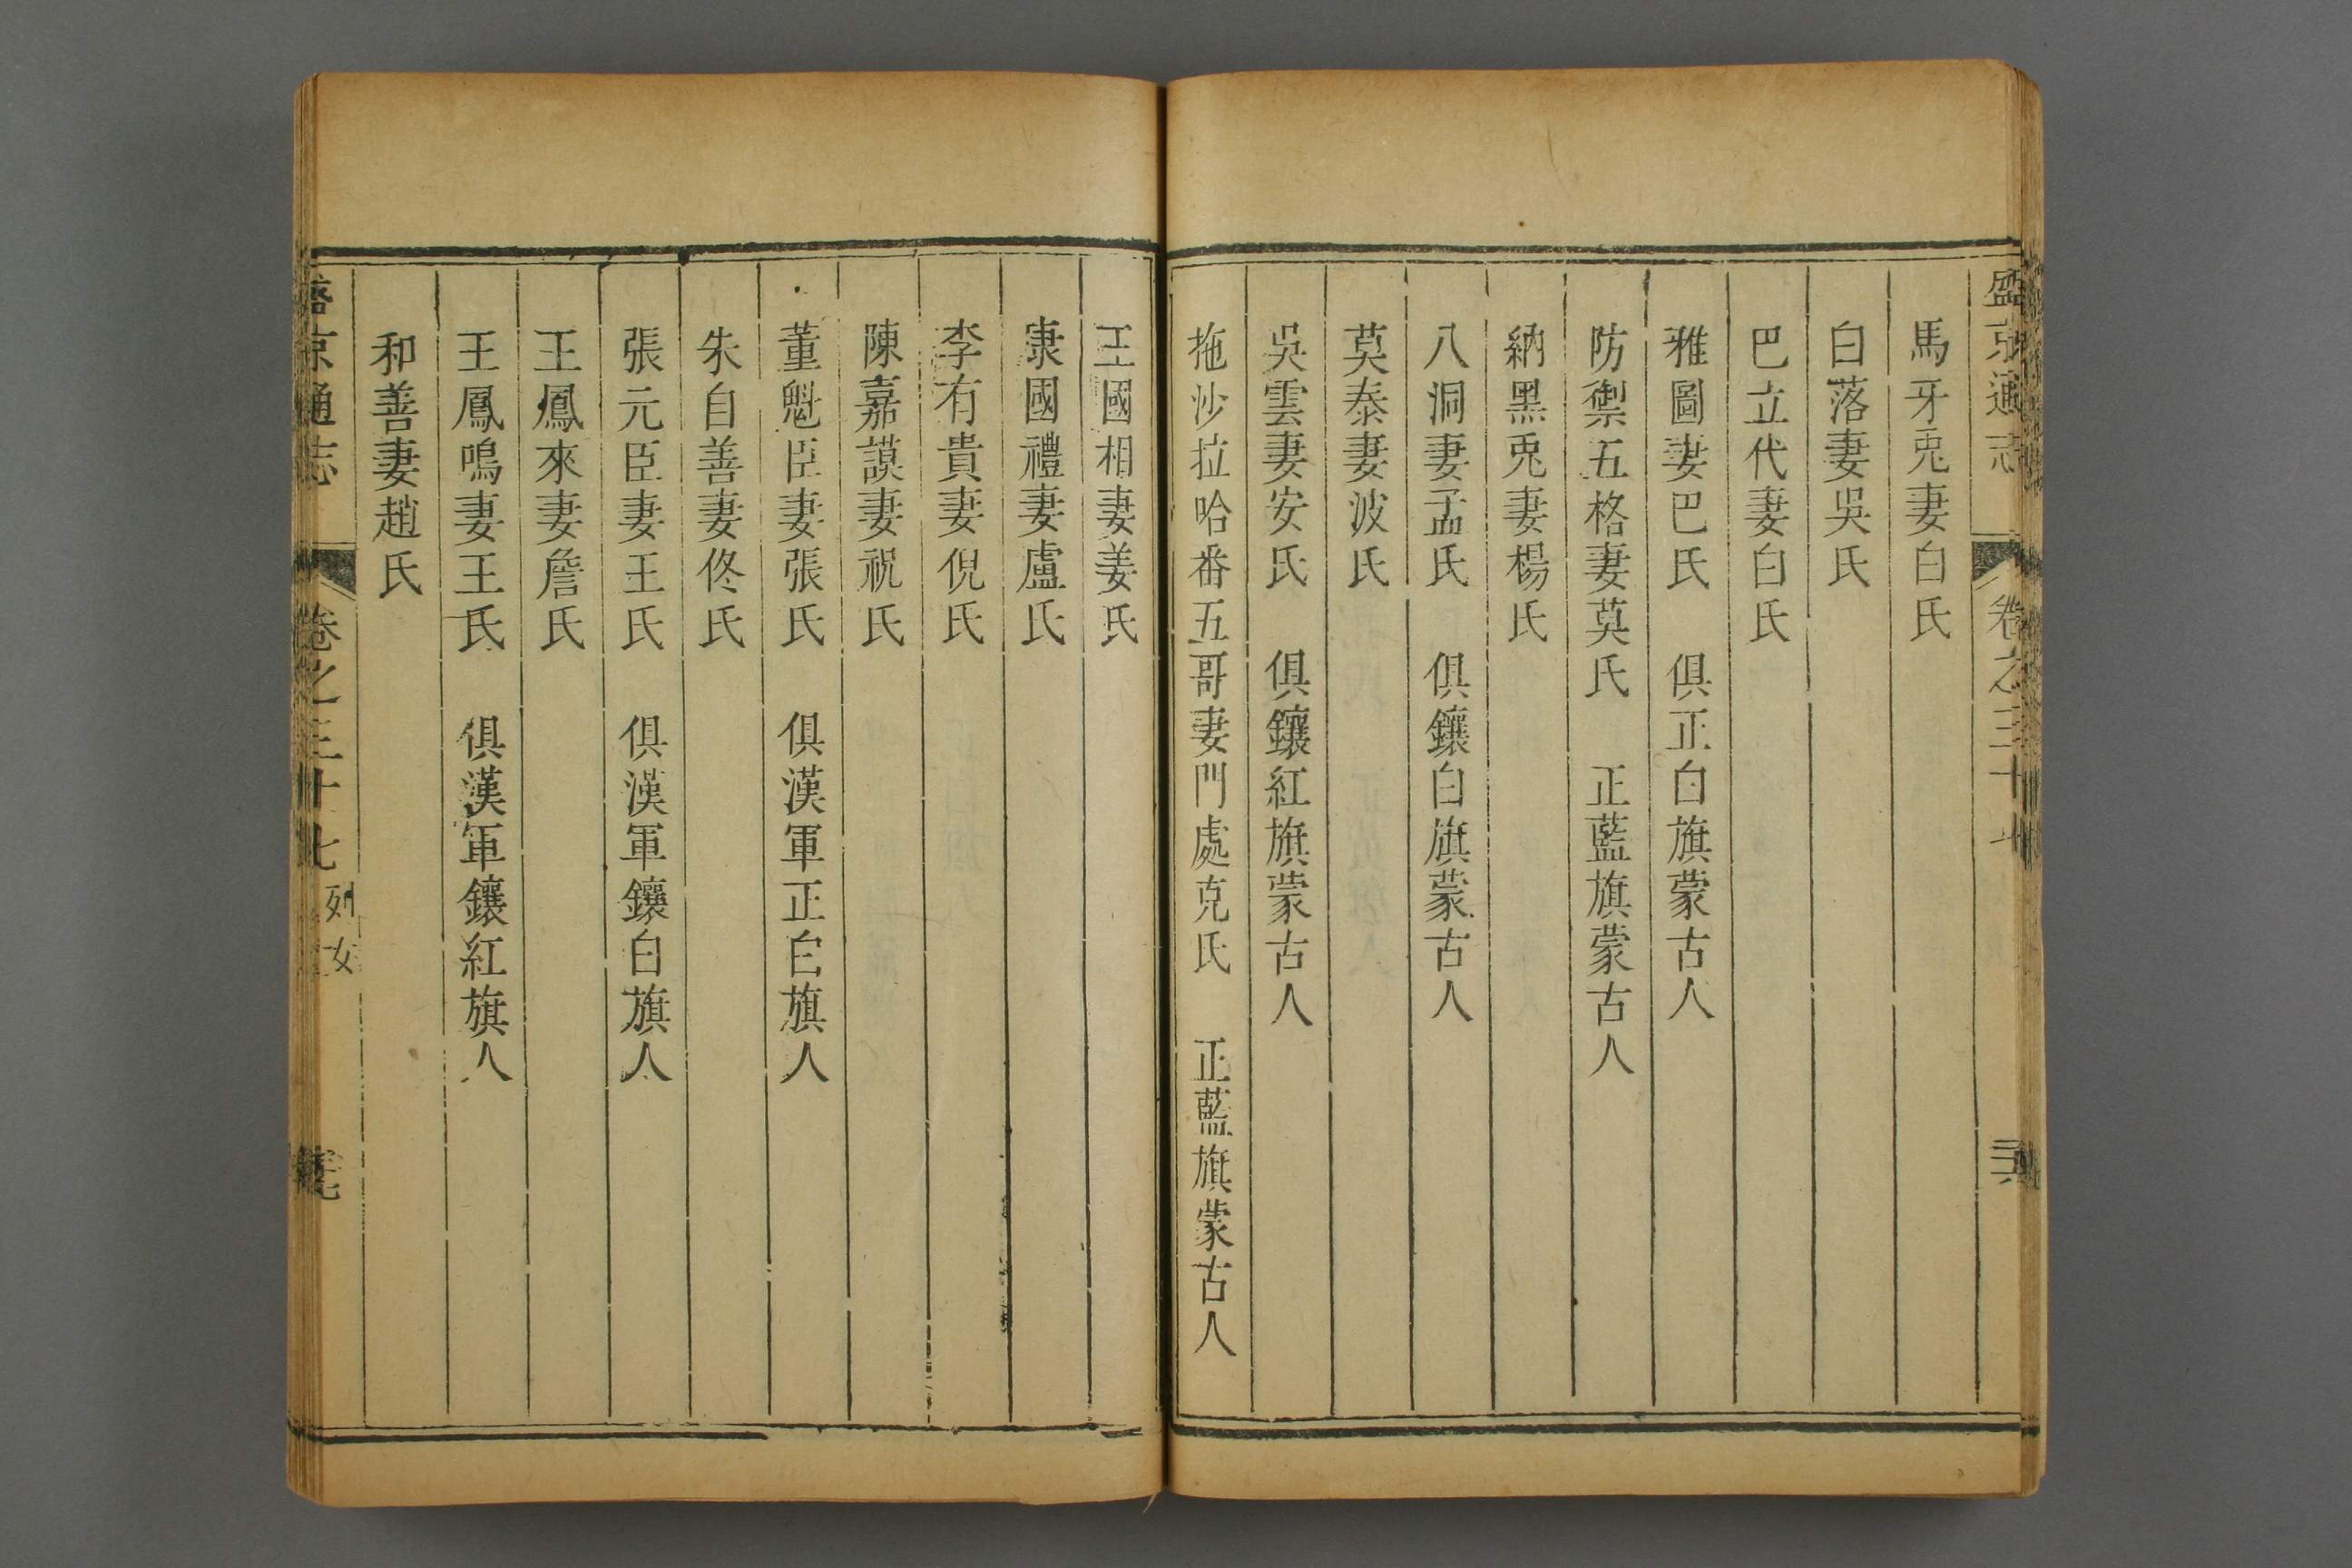 盛京通志 卷之三十七 二十六
馬牙兎妻白氏
白落妻吳氏
巴立代妻白氏
雅圖妻巴氏 俱正白旗蒙古人
防禦五格妻莫氏 正藍旗蒙古人
納黑兎妻楊氏
八洞妻孟氏 俱鑲白旗蒙古人
莫泰妻波氏
吳雲妻安氏 俱鑲紅旗蒙古人
拖沙拉哈番五哥妻門處克氏 正藍旗蒙古人
王國相妻姜氏
國禮妻盧氏
李有貴妻倪氏
陳嘉謨妻祝氏
董魁臣妻張氏 俱漢軍正白旗人
朱自善妻佟氏
張元臣妻王氏 俱漢軍鑲白旗人
王鳳來妻詹氏
王鳳鳴妻王氏 俱漢軍鑲紅旗人
和善妻趙氏
盛京通志 卷之三十七 列女